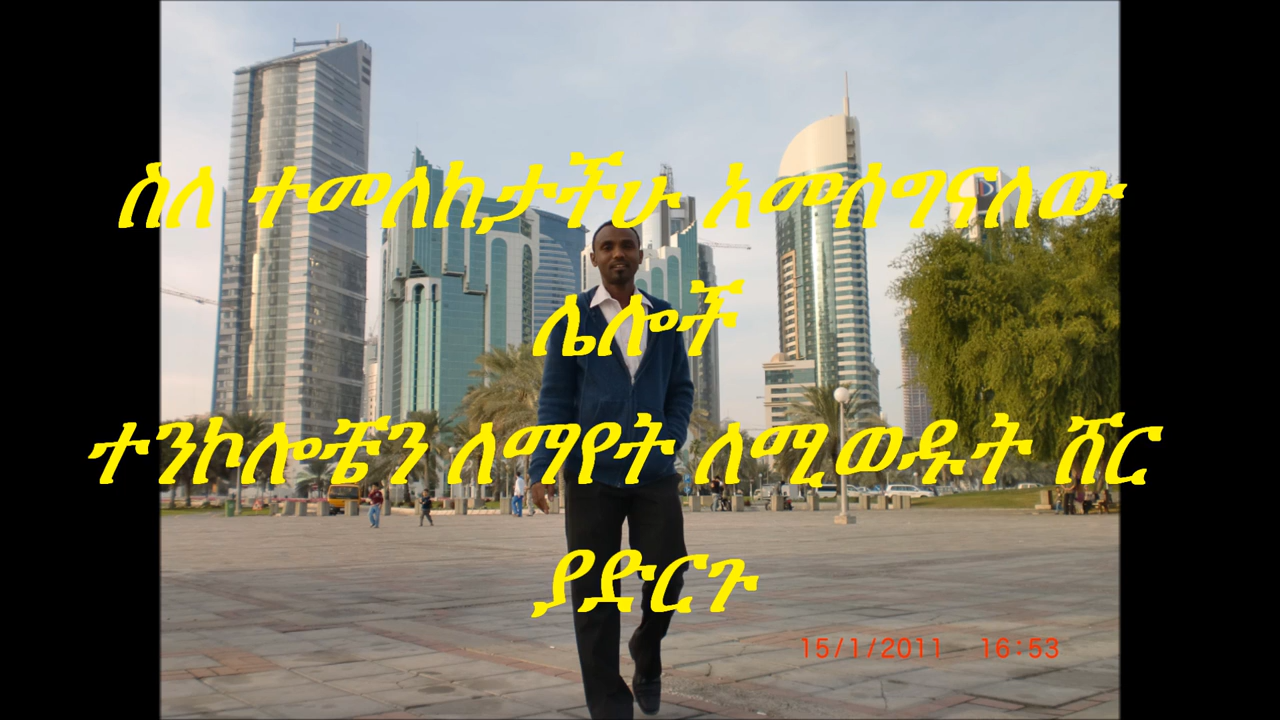 ስለ ተመለከታችሁ አመሰግናለው
ሌሎች
ተንኮሎቼን ለማየት ለሚወዱት ሸር
ያድርጉ
15/1/2011 16:53